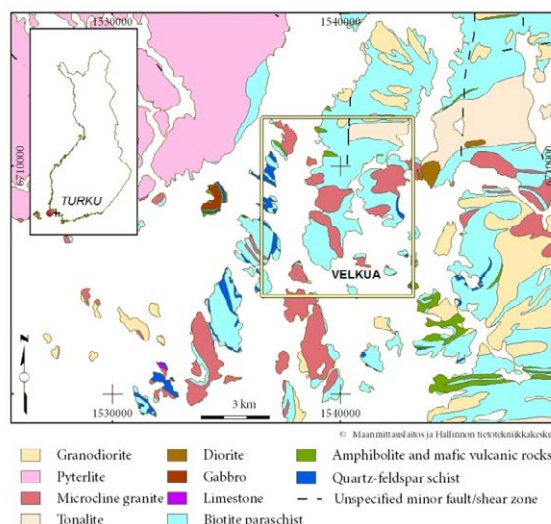 1530000
1540000
6710000
6710000
TURKU
VELKUA
N
1530000
3 km
1540000
© Maanmittauslaitos ja Hallinnon tietotekniikkakesku
Granodiorite
Diorite
Amphibolite and mafic vulcanic rocks
Pyterlite
Gabbro
Quartz-feldspar schist
Microcline granite
Limestone
Unspecified minor fault/shear zone
Tonalite
Biotite paraschist